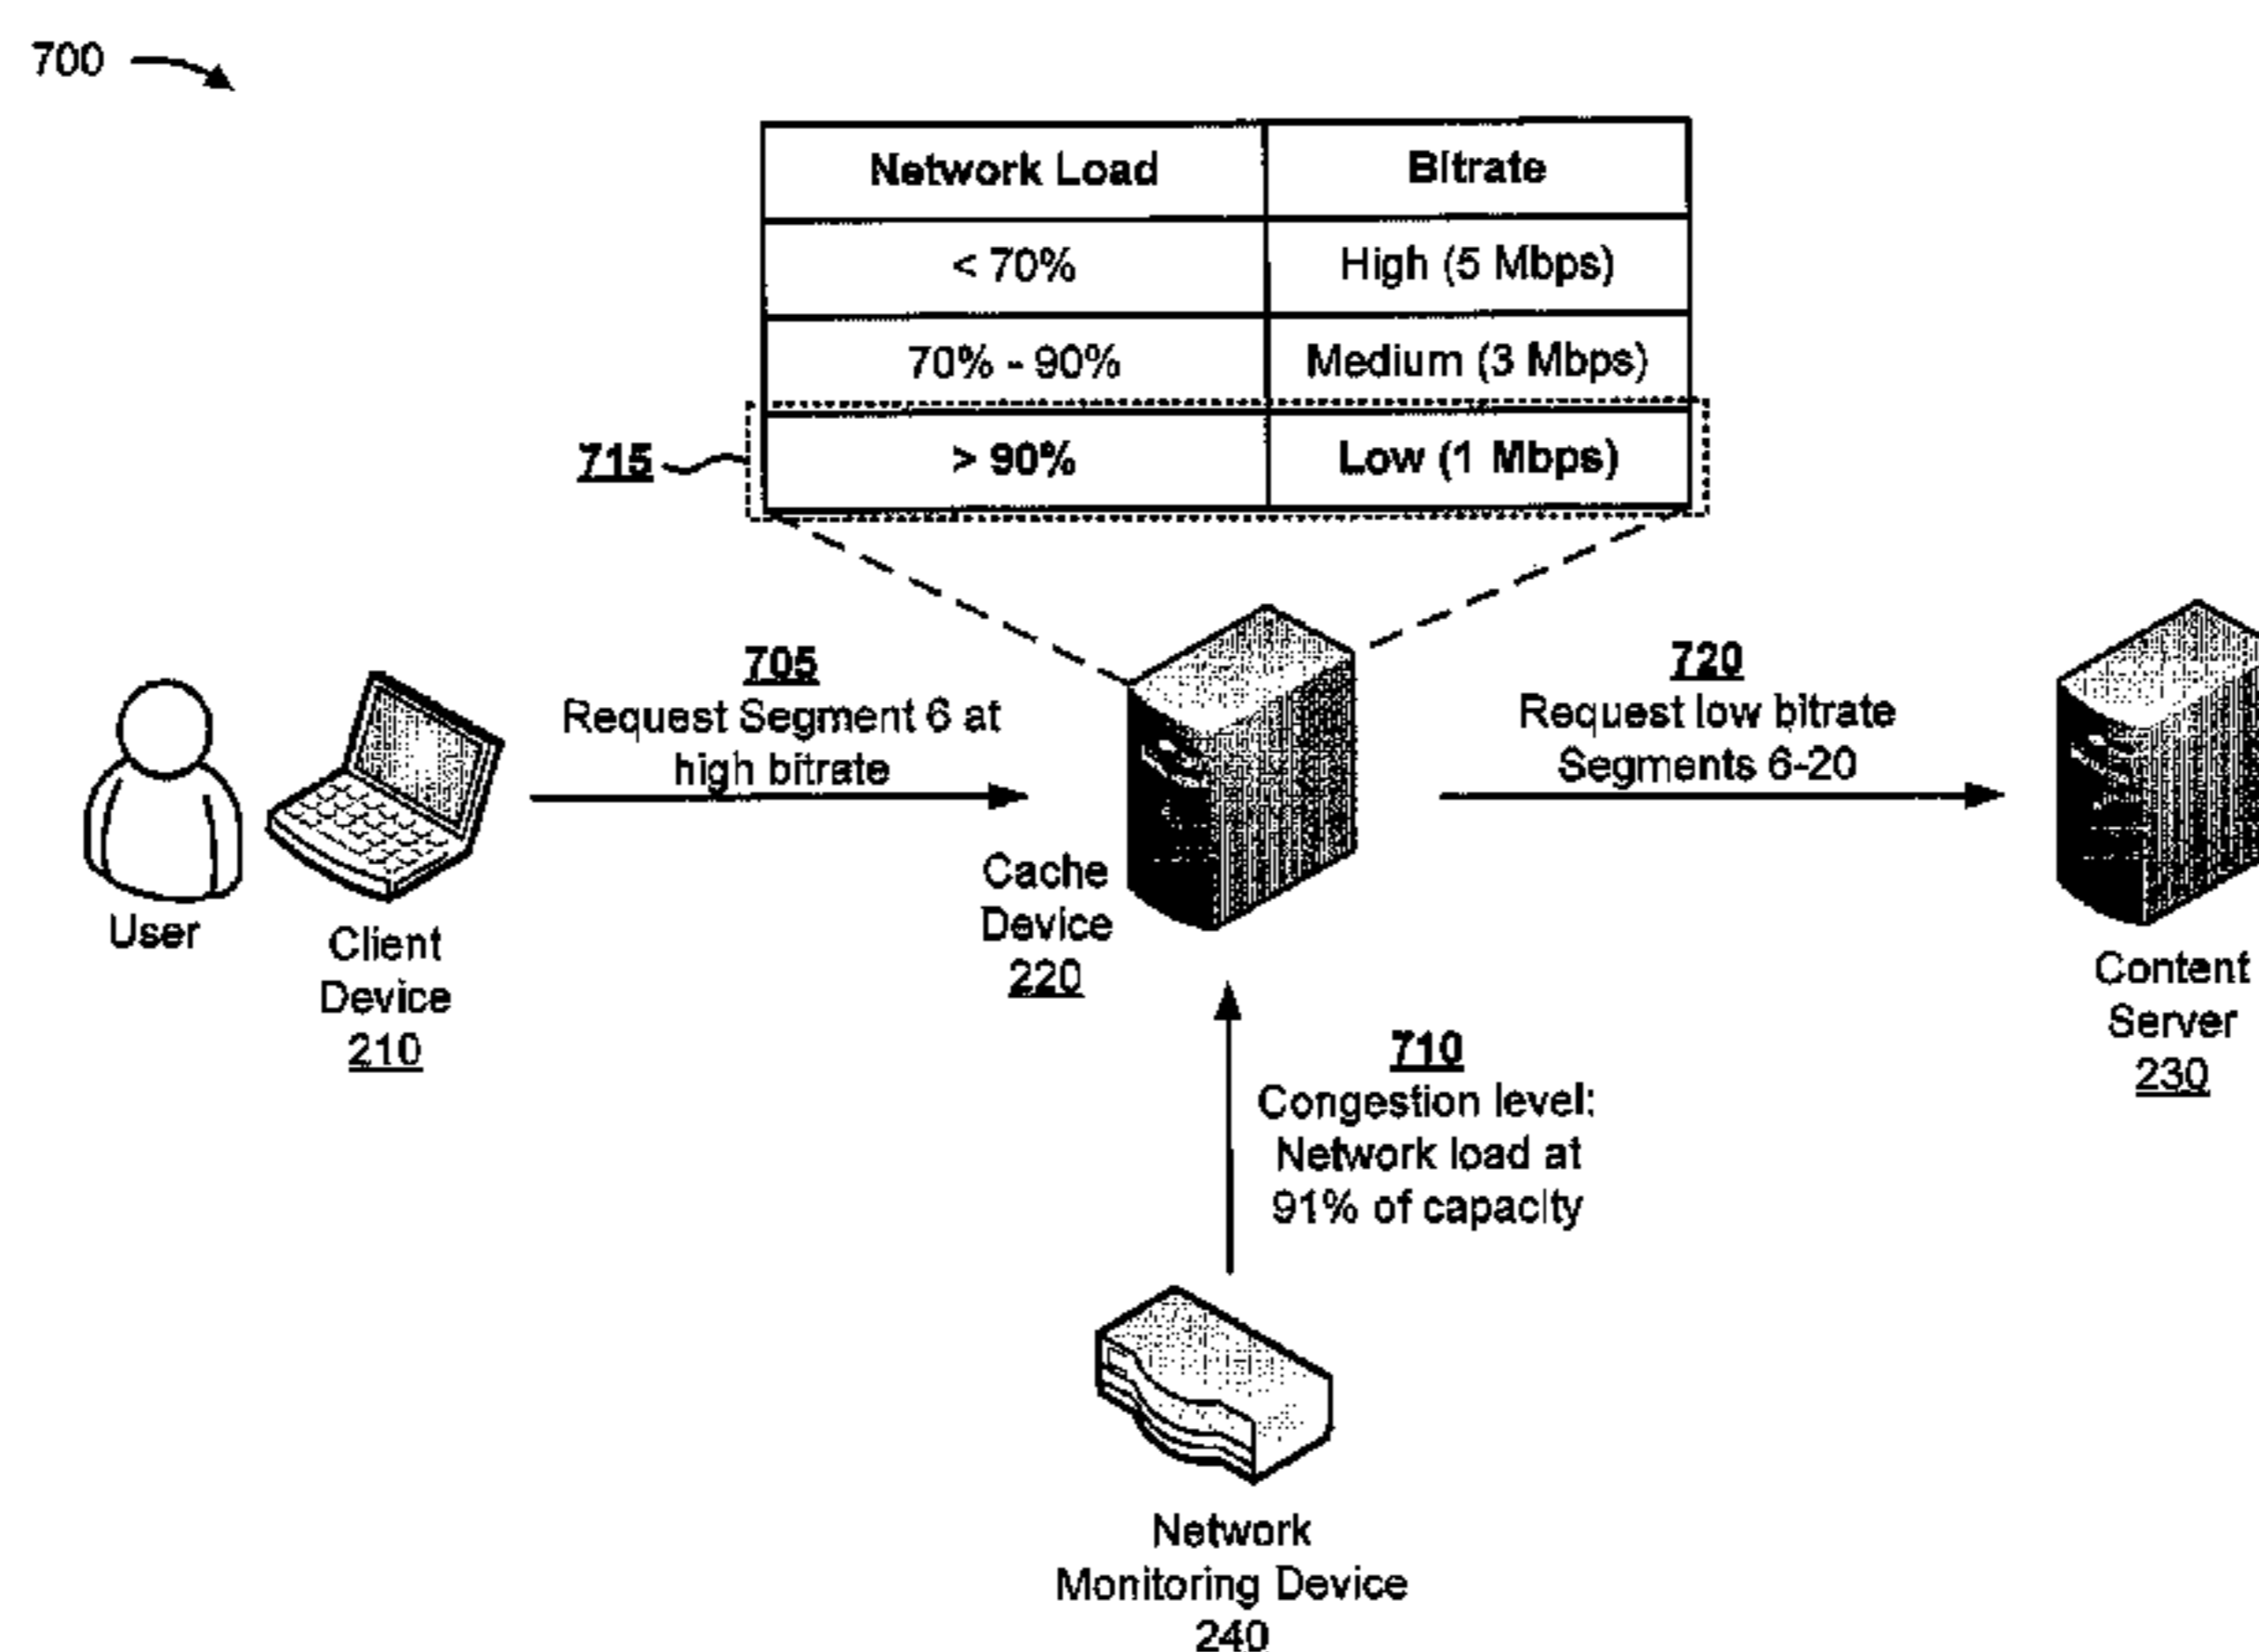 700
Network Load Bitrate
< 70% High (5 Mbps)
70% - 90% Medium (3 Mbps)
715
> 90% Low (1 Mbps)
705
Request Segment 6 at
high bitrate
720
Request low bitrate
Segments 6-20
User
Client
Device
210
Cache
Device
220
Content
Server
230
710
Congestion level:
Network load at
91% of capacity
Network
Monitoring Device
240